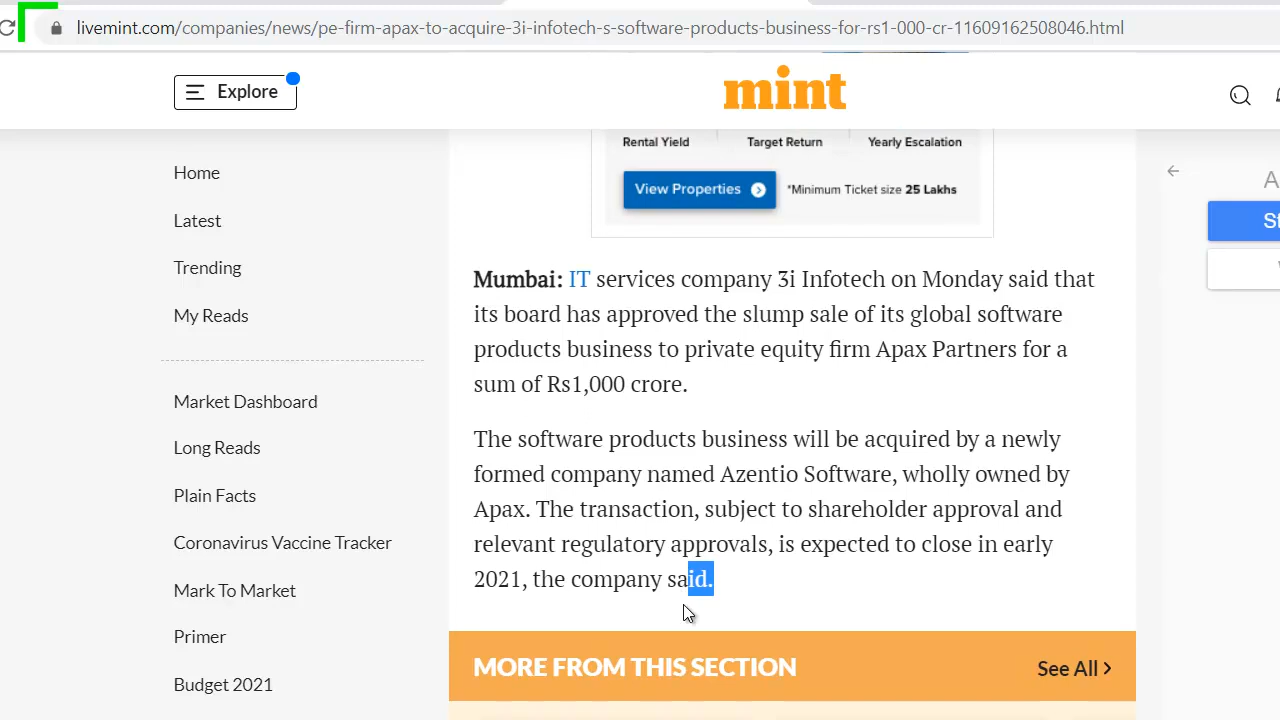 livemint.com/companies/news/pe-firm-apax-to-acquire-3i-infotech-s-software-products-business-for-rs1-000-cr-11609162508046.html
Explore
mint
Home
Latest
Trending
My Reads
Market Dashboard
Long Reads
Plain Facts
Coronavirus Vaccine Tracker
Mark To Market
Primer
Budget 2021
Rental Yield Target Return Yearly Escalation
View Properties *Minimum Ticket size 25 Lakhs
Mumbai: IT services company 3i Infotech on Monday said that
its board has approved the slump sale of its global software
products business to private equity firm Apax Partners for a
sum of Rs1,000 crore.
The software products business will be acquired by a newly
formed company named Azentio Software, wholly owned by
Apax. The transaction, subject to shareholder approval and
relevant regulatory approvals, is expected to close in early
2021, the company said.
MORE FROM THIS SECTION
See All